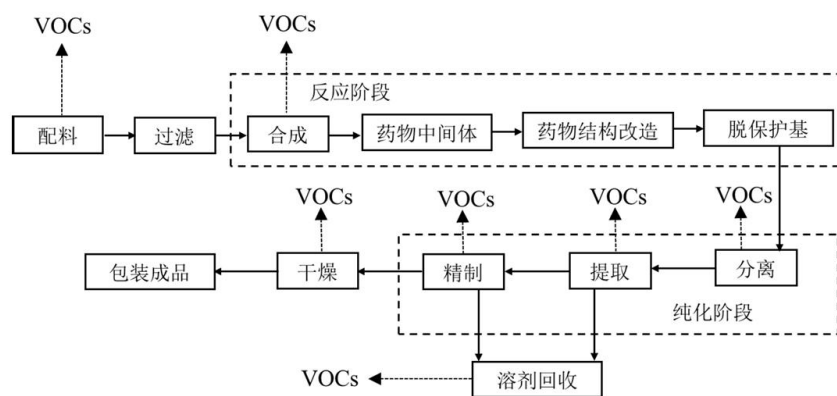 VOCs
VOCs
反应阶段
配料
过滤
合成
药物中间体
药物结构改造
脱保护基
VOCs
VOCs
VOCs
VOCs
包装成品
干燥
精制
提取
分离
纯化阶段
VOCs
溶剂回收